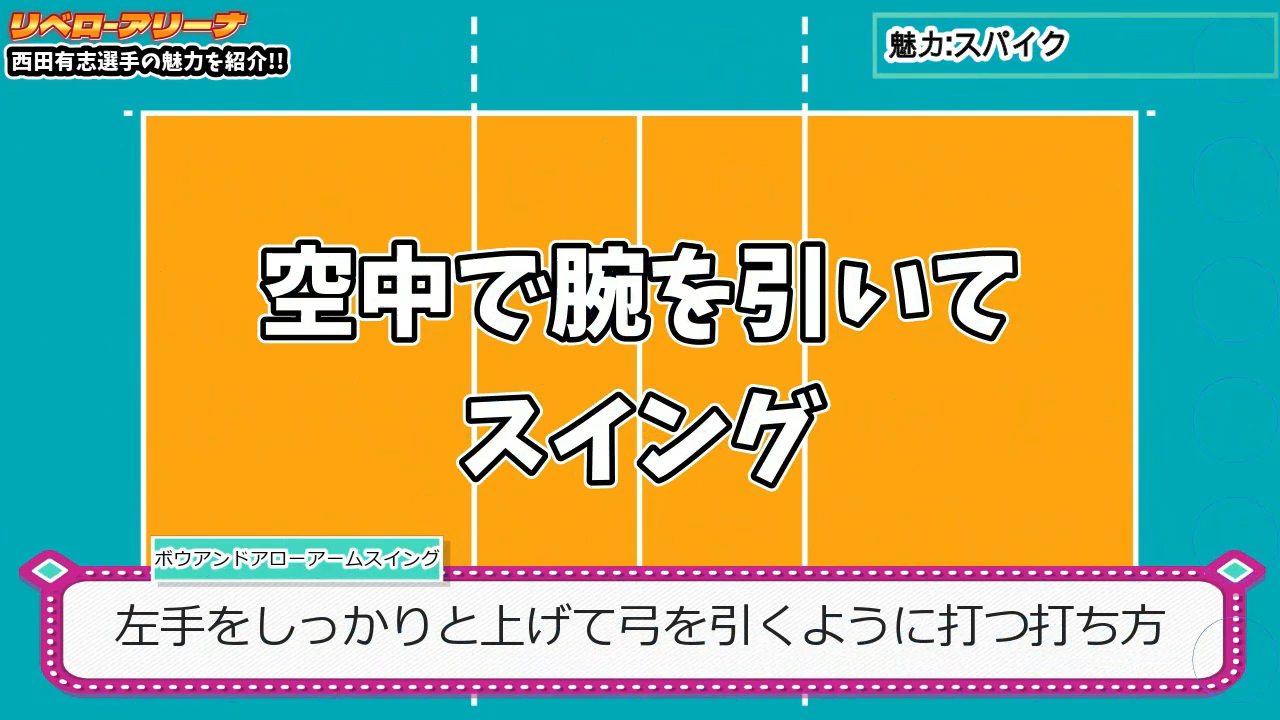 リベローアリーナ
西田有志選手の魅力を紹介!!
魅力:スパイク
空中で腕を引いて
スイング
ボウアンドアローアームスイング
左手をしっかりと上げて弓を引くように打つ打ち方